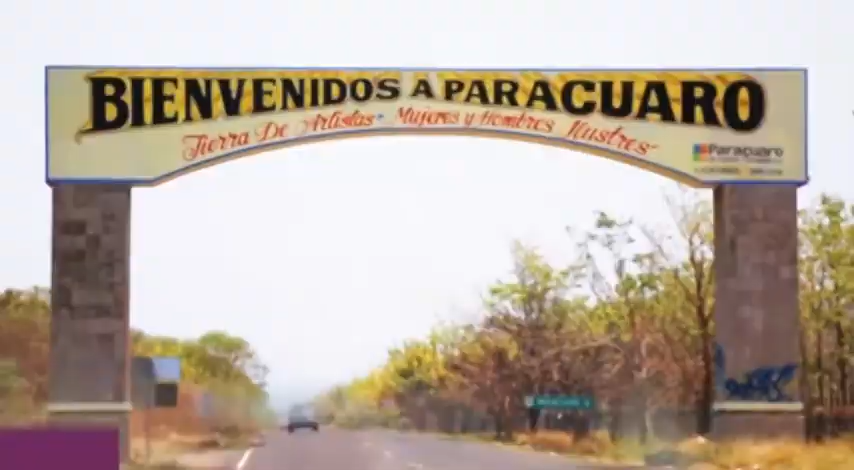 BIENVENIDOS A PARACUARO
Tierra De Artistas Mujeres y Hombres Ilustres
Paracuaro